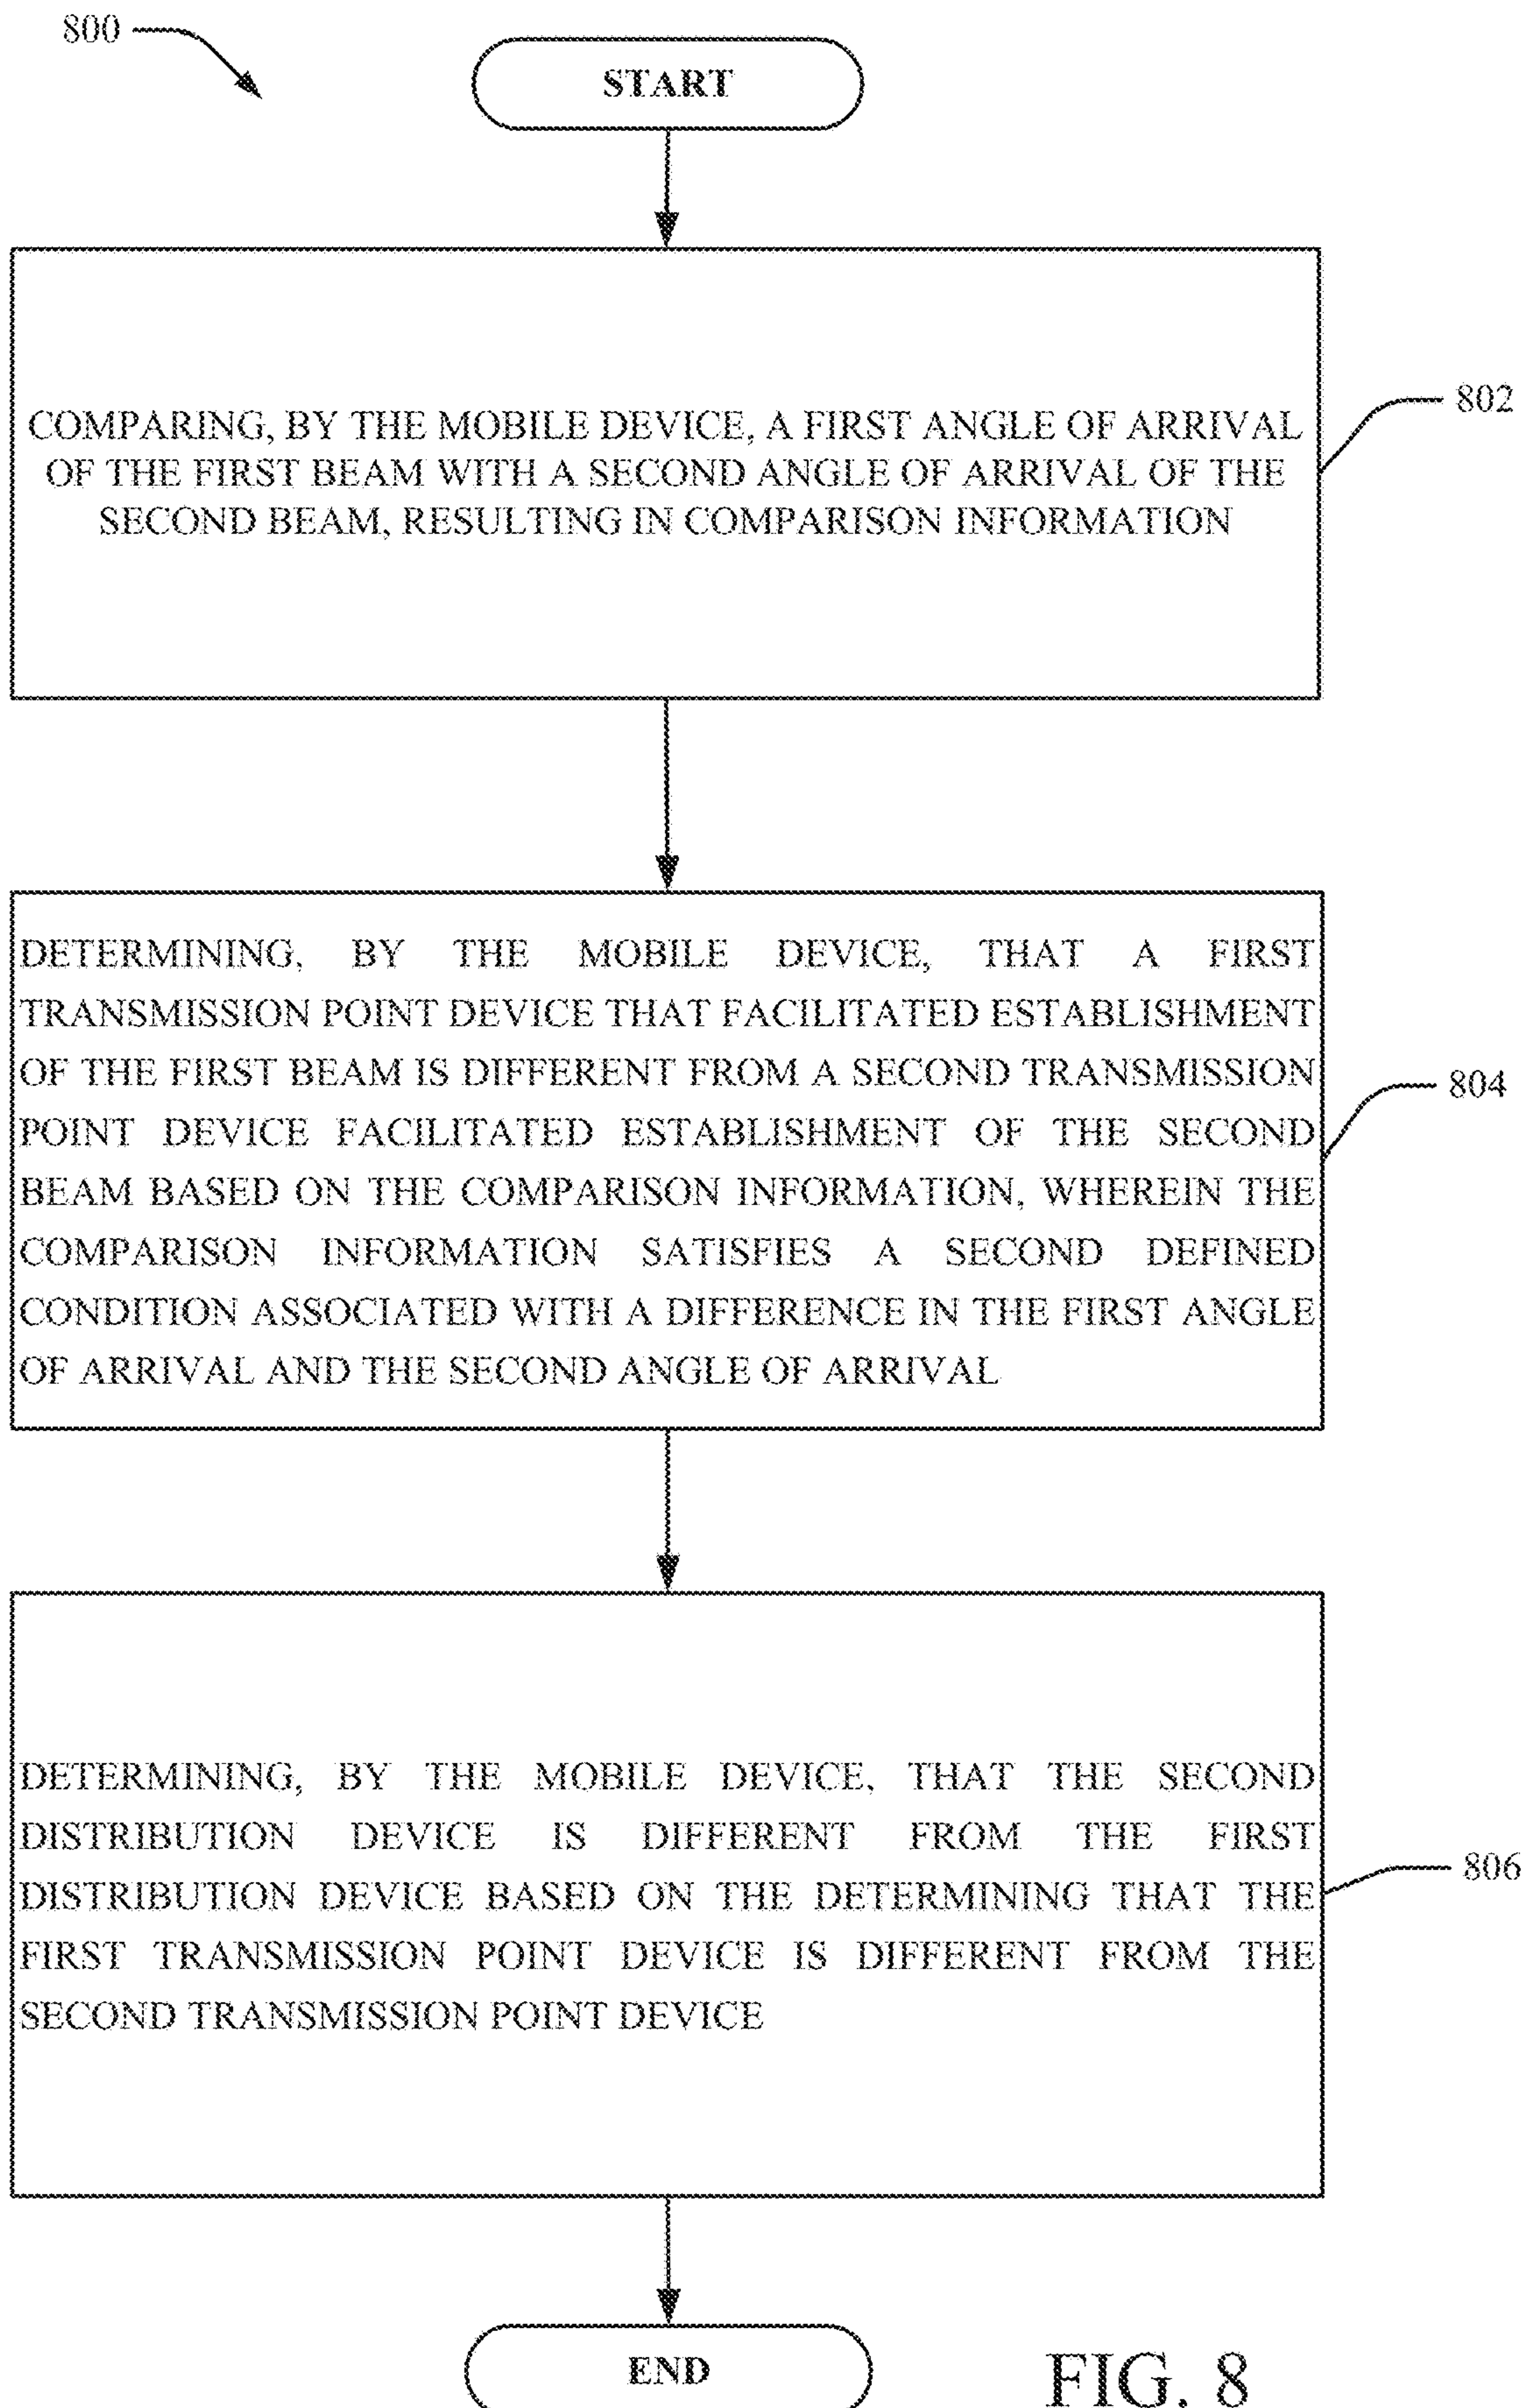 800
START
COMPARING, BY THE MOBILE DEVICE, A FIRST ANGLE OF ARRIVAL
OF THE FIRST BEAM WITH A SECOND ANGLE OF ARRIVAL OF THE
SECOND BEAM, RESULTING IN COMPARISON INFORMATION
802
DETERMINING, BY THE MOBILE DEVICE, THAT A FIRST
TRANSMISSION POINT DEVICE THAT FACILITATED ESTABLISHMENT
OF THE FIRST BEAM IS DIFFERENT FROM A SECOND TRANSMISSION
POINT DEVICE FACILITATED ESTABLISHMENT OF THE SECOND
BEAM BASED ON THE COMPARISON INFORMATION, WHEREIN THE
COMPARISON INFORMATION SATISFIES A SECOND DEFINED
CONDITION ASSOCIATED WITH A DIFFERENCE IN THE FIRST ANGLE
OF ARRIVAL AND THE SECOND ANGLE OF ARRIVAL
804
DETERMINING, BY THE MOBILE DEVICE, THAT THE SECOND
DISTRIBUTION DEVICE IS DIFFERENT FROM THE FIRST
DISTRIBUTION DEVICE BASED ON THE DETERMINING THAT THE
FIRST TRANSMISSION POINT DEVICE IS DIFFERENT FROM THE
SECOND TRANSMISSION POINT DEVICE
806
END
FIG. 8